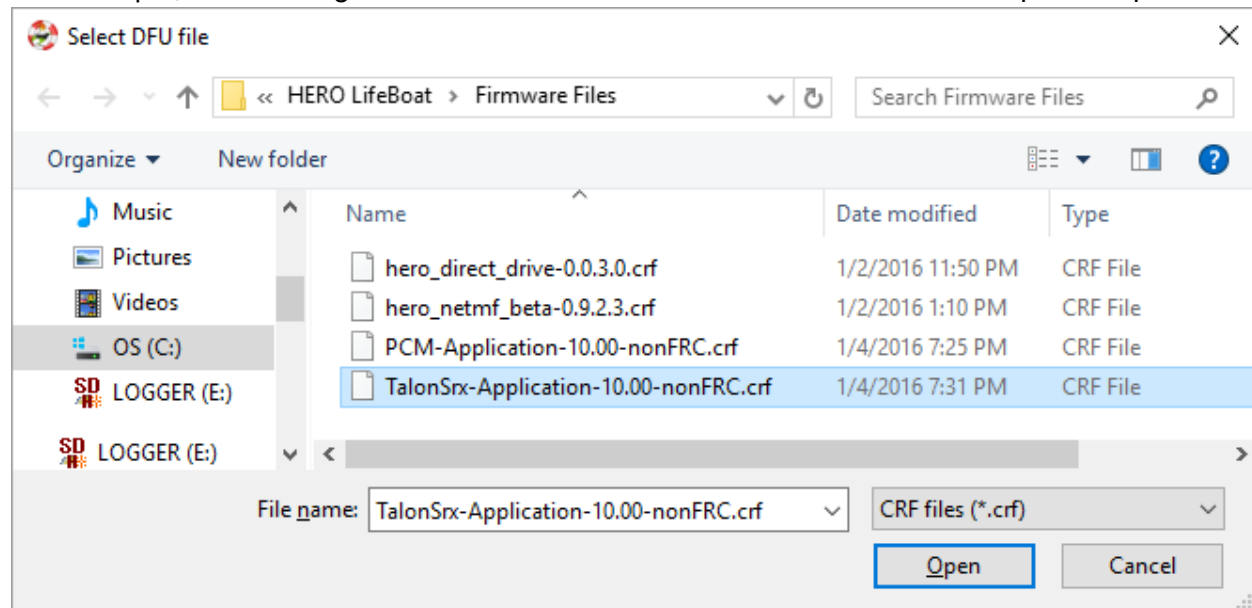 Select DFU file
« HERO LifeBoat > Firmware Files
Search Firmware Files
Organize
New folder
Music
Pictures
Videos
OS (C:)
LOGGER (E:)
LOGGER (E:)
Name Date modified Type
hero_direct_drive-0.0.3.0.crf 1/2/2016 11:50 PM CRF File
hero_netmf_beta-0.9.2.3.crf 1/2/2016 1:10 PM CRF File
PCM-Application-10.00-nonFRC.crf 1/4/2016 7:25 PM CRF File
TalonSrx-Application-10.00-nonFRC.crf 1/4/2016 7:31 PM CRF File
File name: TalonSrx-Application-10.00-nonFRC.crf CRF files (*.crf)
Open Cancel